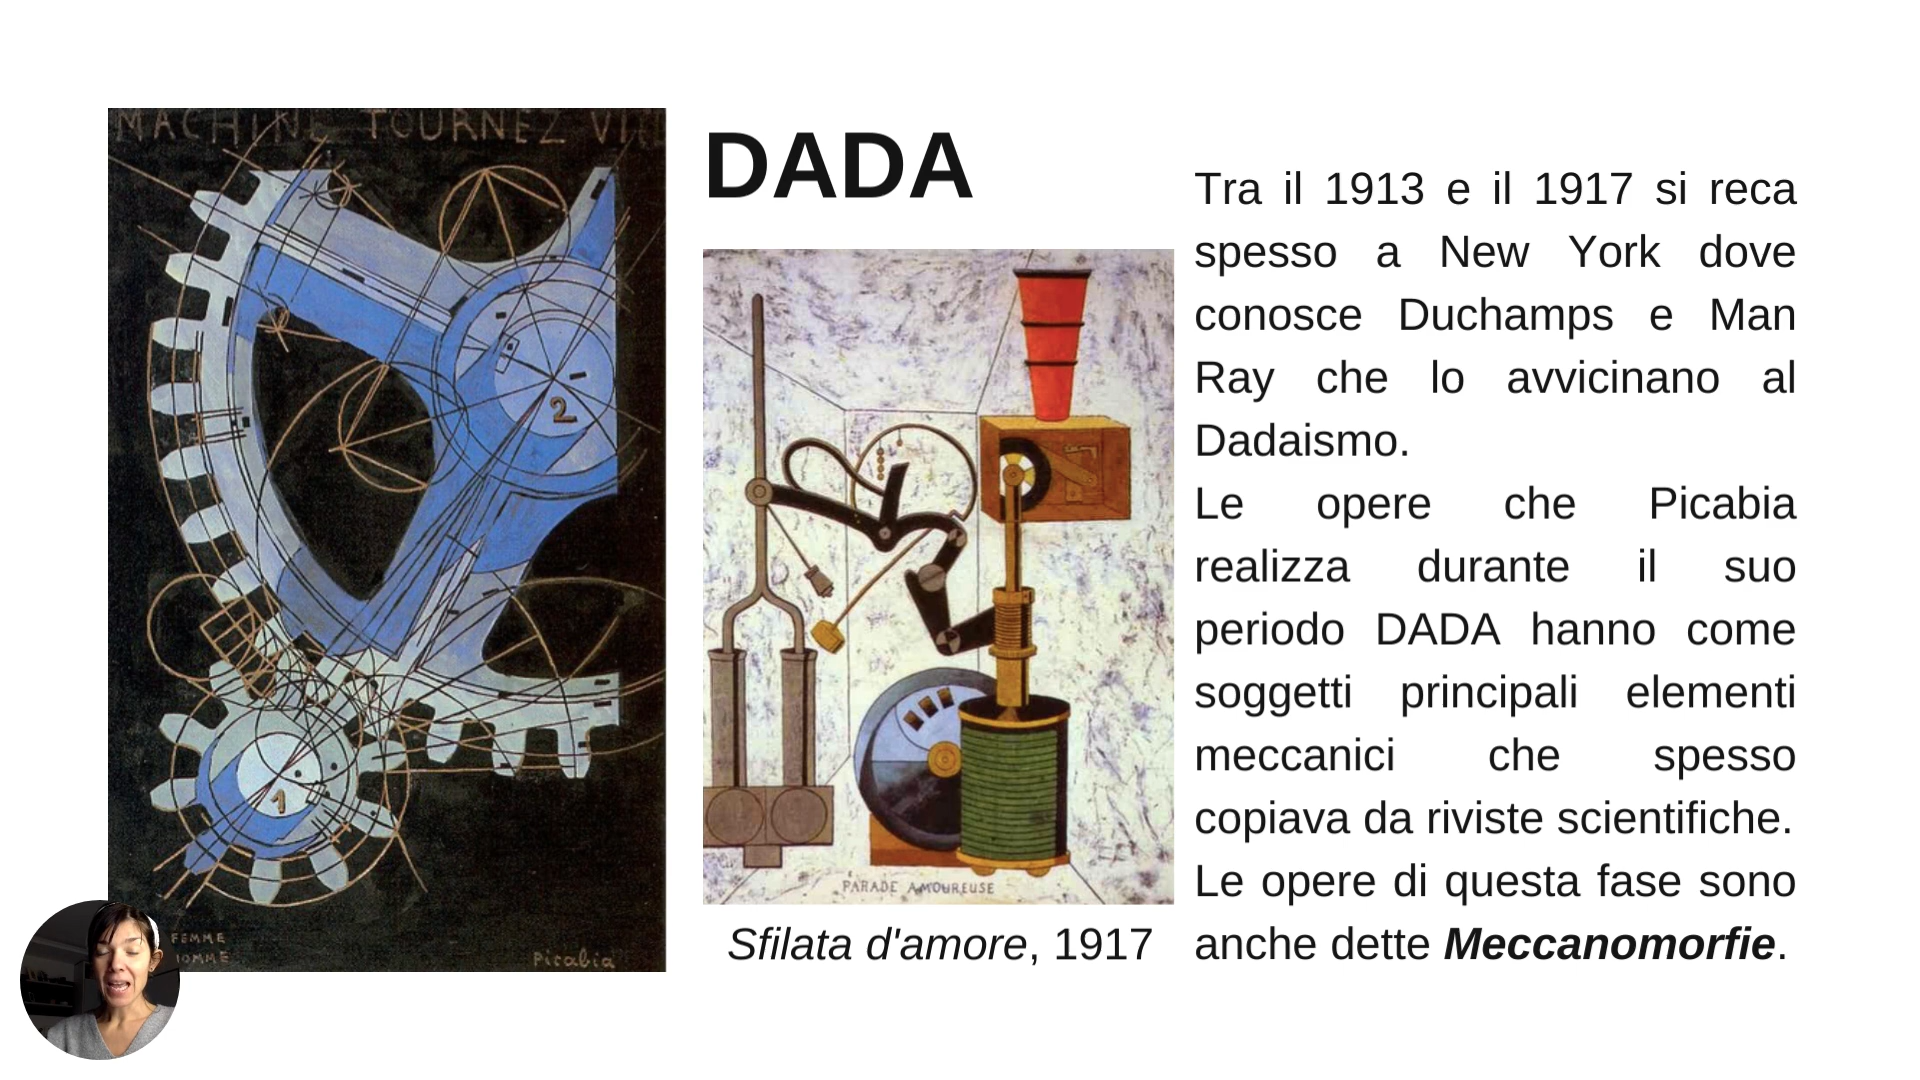 MACHINE TOURNEZ VITE
DADA
PARADE AMOUREUSE
Sfilata d'amore, 1917
1
2
FEMME
HOMME
Picabia
Tra il 1913 e il 1917 si reca
spesso a New York dove
conosce Duchamps e Man
Ray che lo avvicinano al
Dadaismo.
Le opere che Picabia
realizza durante il suo
periodo DADA hanno come
soggetti principali elementi
meccanici che spesso
copiava da riviste scientifiche.
Le opere di questa fase sono
anche dette Meccanomorfie.